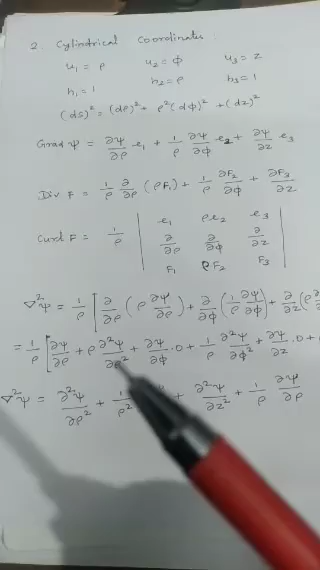 2. Cylindrical Coordinates:
u₁ = ρ u₂ = φ u₃ = z
h₁ = 1 h₂ = ρ h₃ = 1
(ds)² = (dρ)² + ρ²(dφ)² + (dz)²
Grad ψ = ∂ψ/∂ρ e₁ + 1/ρ ∂ψ/∂φ e₂ + ∂ψ/∂z e₃
Div F = 1/ρ ∂/∂ρ (ρF₁) + 1/ρ ∂F₂/∂φ + ∂F₃/∂z
Curl F = 1/ρ | e₁ ρe₂ e₃
∂/∂ρ ∂/∂φ ∂/∂z
F₁ ρF₂ F₃ |
∇²ψ = 1/ρ [ ∂/∂ρ (ρ ∂ψ/∂ρ) + ∂/∂φ (1/ρ ∂ψ/∂φ) + ∂/∂z (ρ
= 1/ρ [ ∂ψ/∂ρ + ρ ∂²ψ/∂ρ² + ∂ψ/∂φ . 0 + 1/ρ ∂²ψ/∂φ² + ∂ψ/∂z . 0 +
∇²ψ = ∂²ψ/∂ρ² + 1/ρ² + ∂²ψ/∂z² + 1/ρ ∂ψ/∂ρ